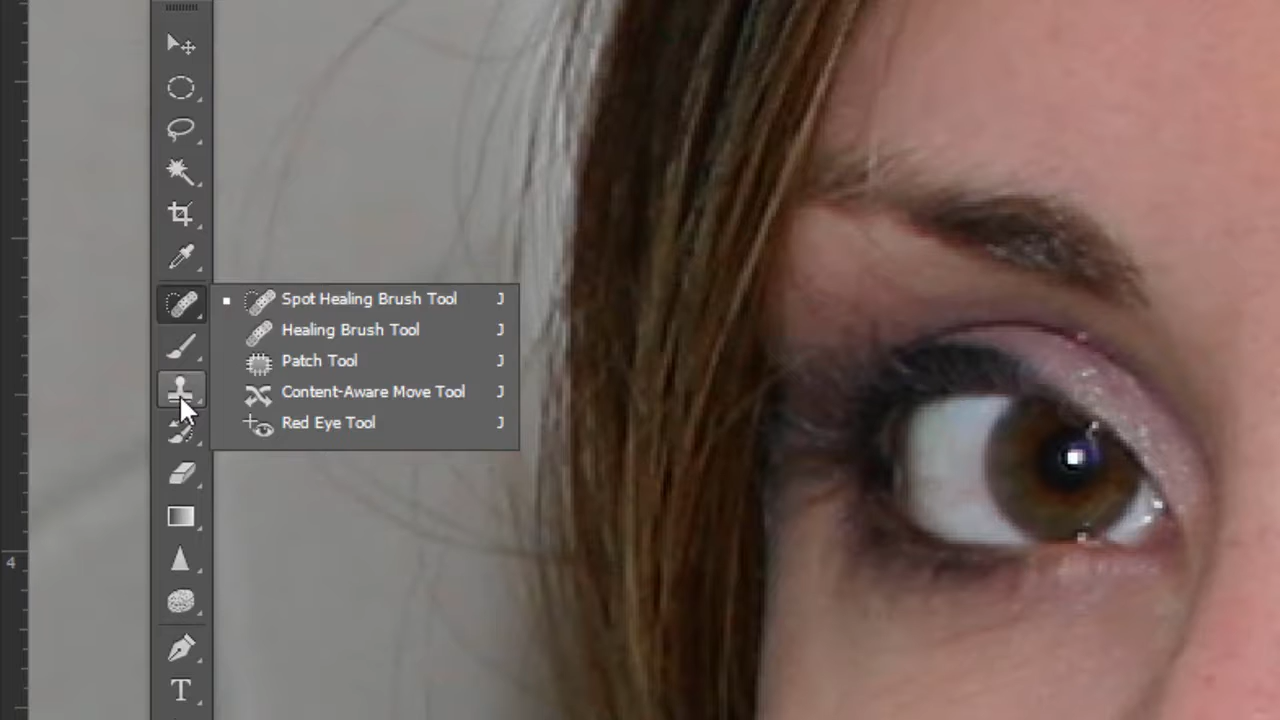 Spot Healing Brush Tool J
Healing Brush Tool J
Patch Tool J
Content-Aware Move Tool J
Red Eye Tool J
4
T